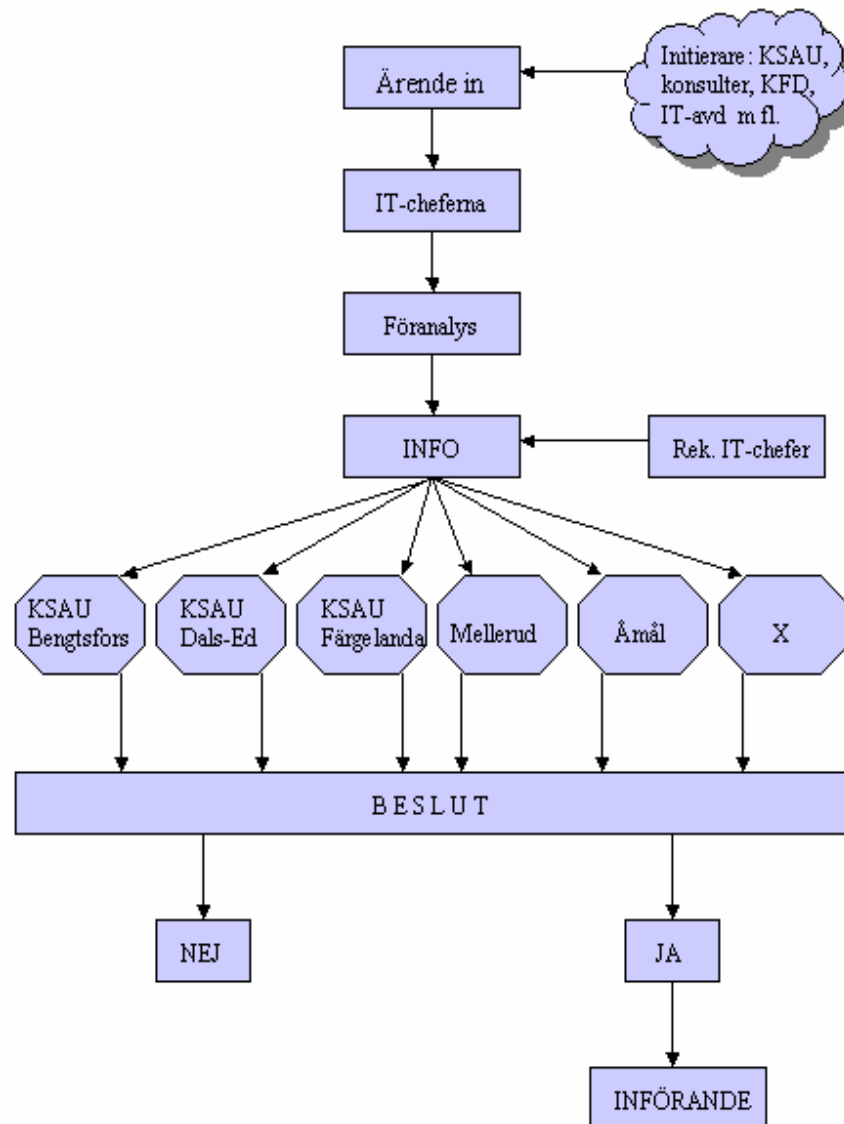 Ärende in
Initierare: KSAU,
konsulter, KFD,
IT-avd m fl.
IT-cheferna
Föranalys
INFO
Rek. IT-chefer
KSAU
Bengtsfors
KSAU
Dals-Ed
KSAU
Färgelanda
Mellerud
Åmål
X
B E S L U T
NEJ
JA
INFÖRANDE